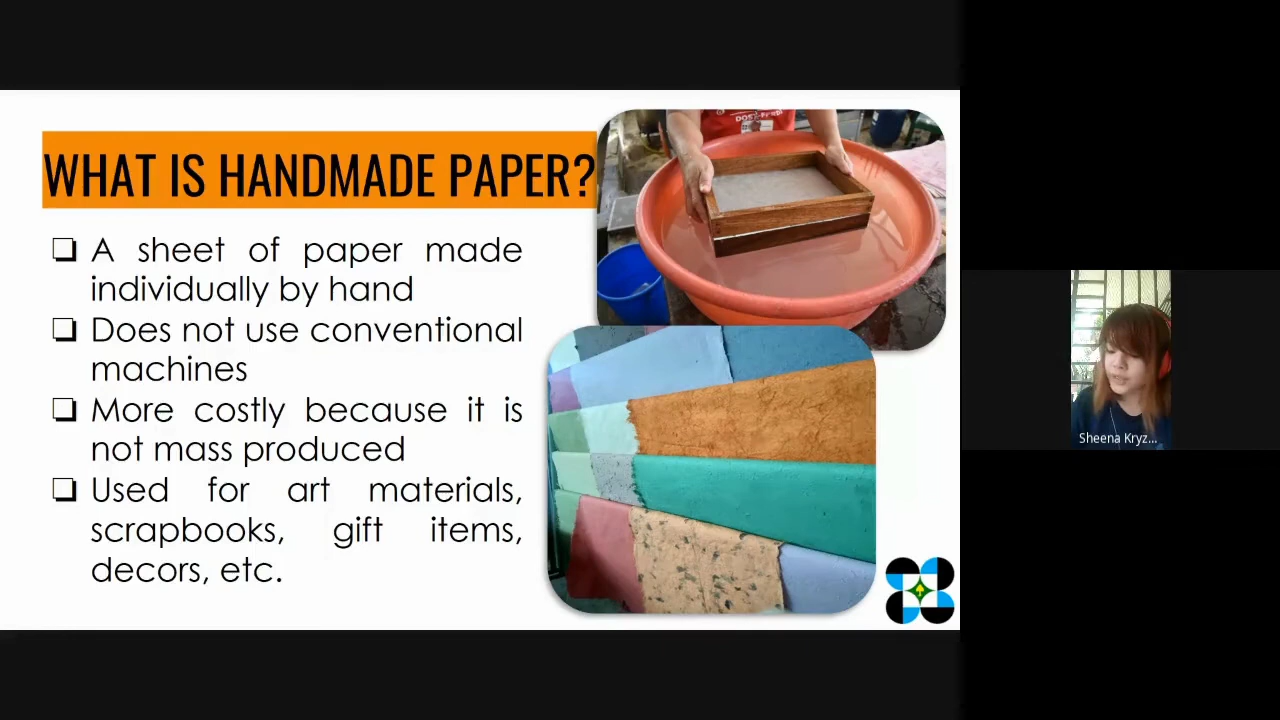 WHAT IS HANDMADE PAPER?
❏ A sheet of paper made
individually by hand
❏ Does not use conventional
machines
❏ More costly because it is
not mass produced
❏ Used for art materials,
scrapbooks, gift items,
decors, etc.
Sheena Kryz...